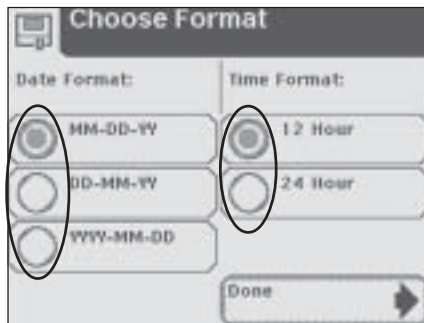 Choose Format
Date Format:
Time Format:
MM-DD-YY
12 Hour
DD-MM-YY
24 Hour
YYYY-MM-DD
Done